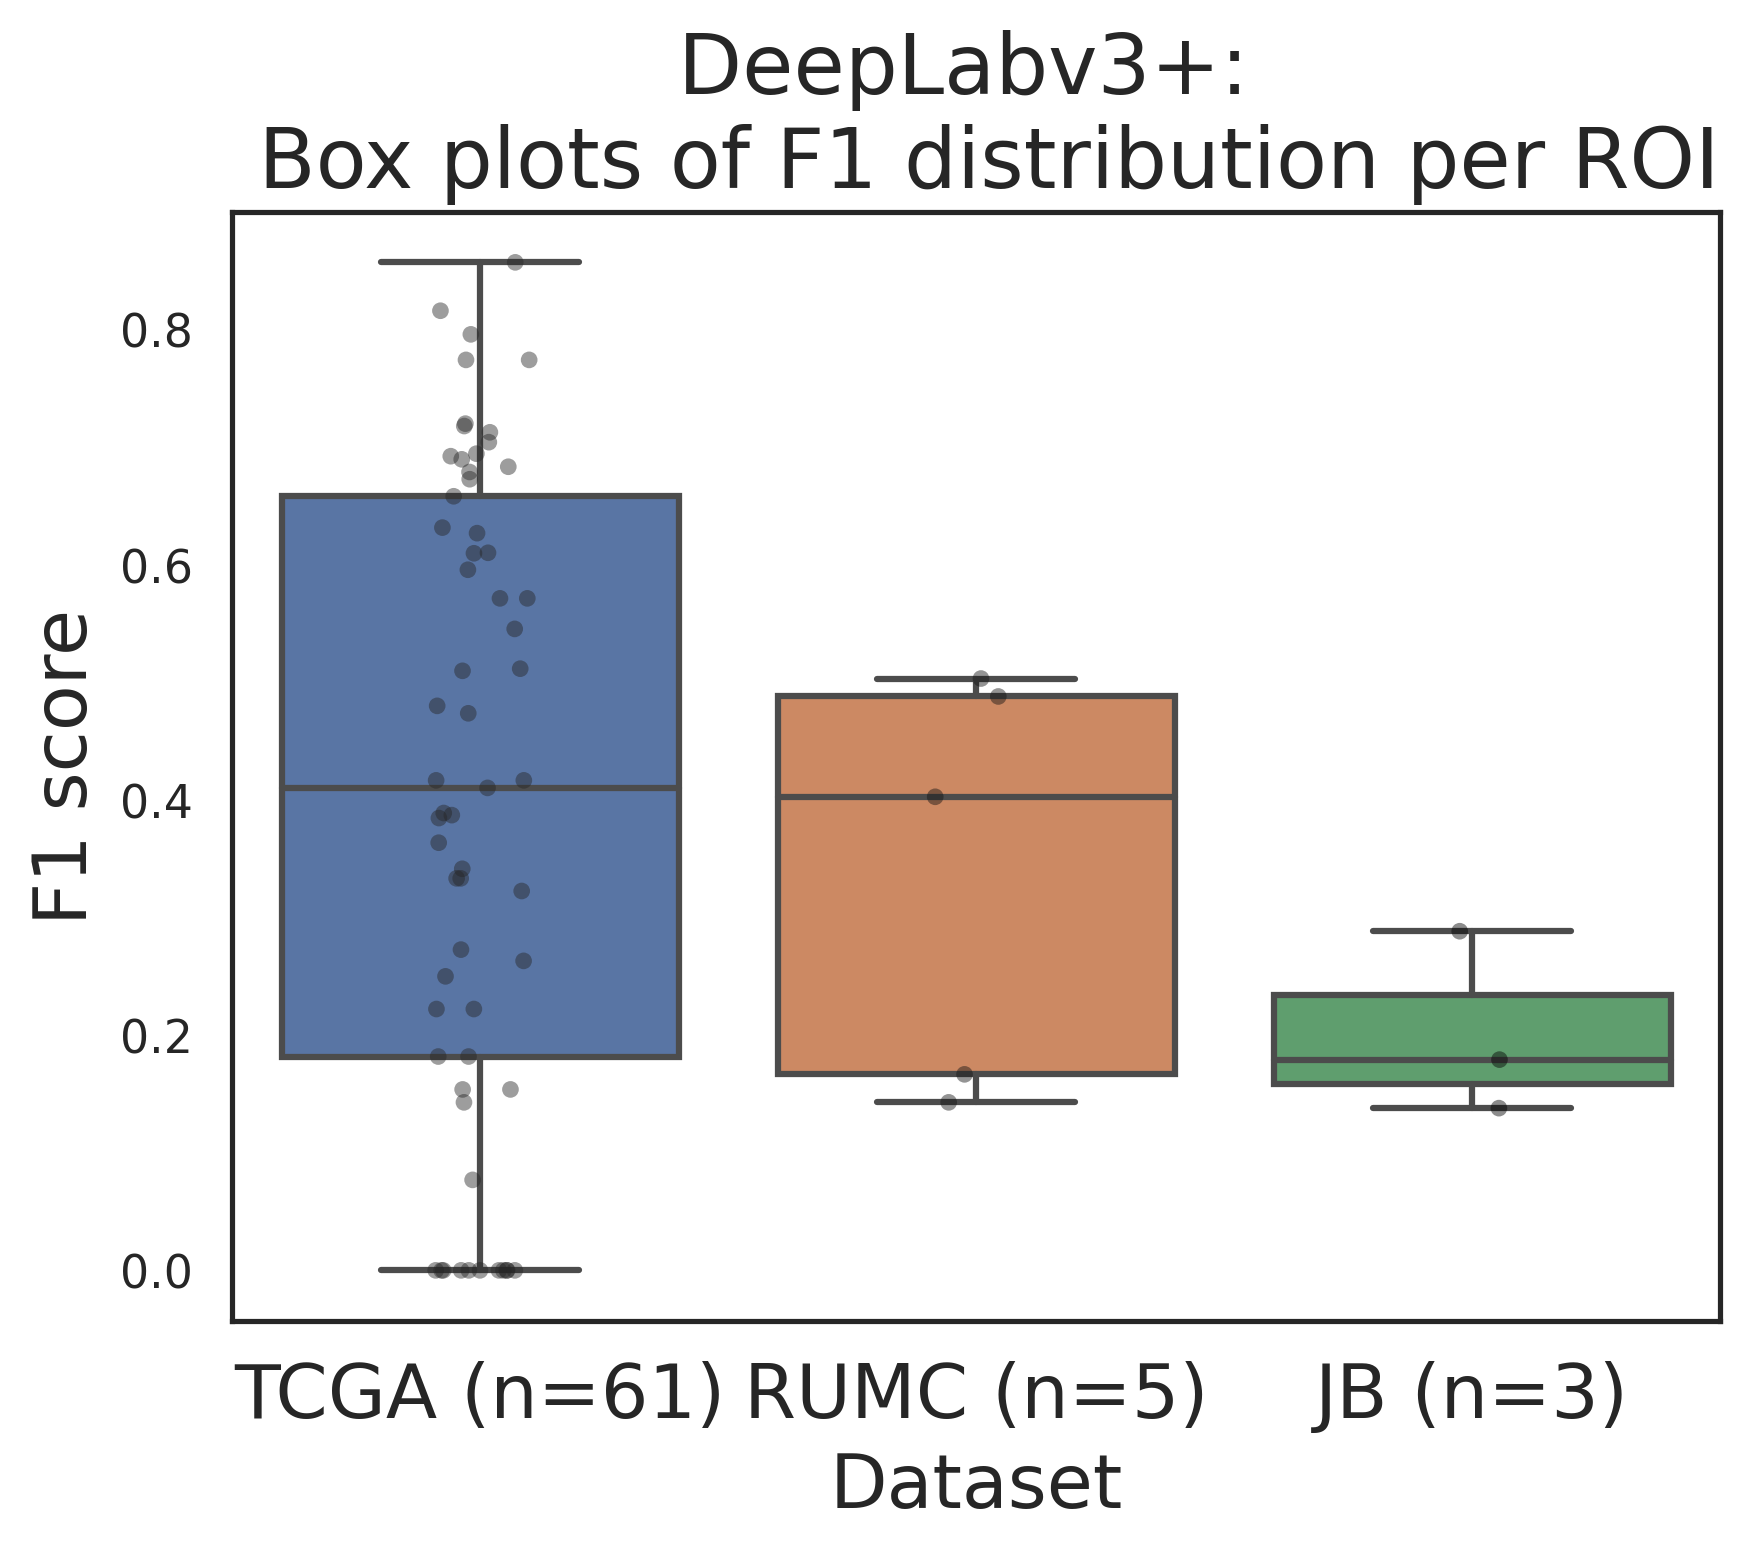 DeepLabv3+:
Box plots of F1 distribution per ROI
F1 score
0.8
0.6
0.4
0.2
0.0
TCGA (n=61) RUMC (n=5) JB (n=3)
Dataset